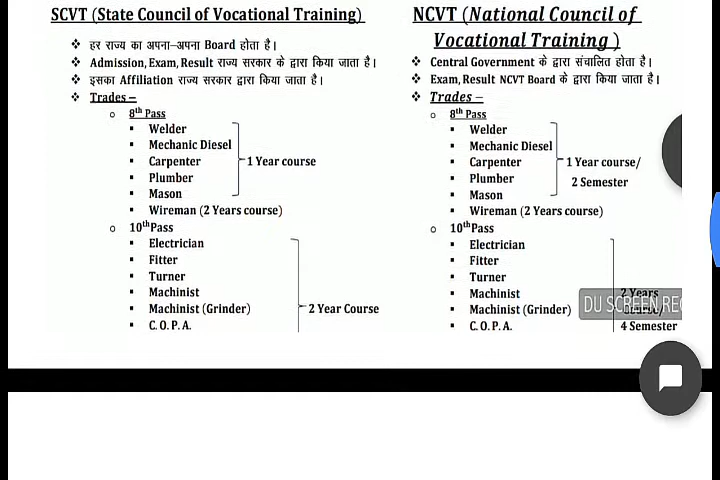 SCVT (State Council of Vocational Training)
हर राज्य का अपना–अपना Board होता है।
Admission, Exam, Result राज्य सरकार के द्वारा किया जाता है।
इसका Affiliation राज्य सरकार द्वारा किया जाता है।
Trades –
8th Pass
Welder
Mechanic Diesel
Carpenter
1 Year course
Plumber
Mason
Wireman (2 Years course)
10thPass
Electrician
Fitter
Turner
Machinist
Machinist (Grinder)
2 Year Course
C.O.P.A.
NCVT (National Council of
Vocational Training )
Central Government के द्वारा संचालित होता है।
Exam, Result NCVT Board के द्वारा किया जाता है।
Trades –
8th Pass
Welder
Mechanic Diesel
Carpenter
1 Year course/
Plumber
2 Semester
Mason
Wireman (2 Years course)
10thPass
Electrician
Fitter
Turner
Machinist
2 Years
Machinist (Grinder)
Course/
C.O.P.A.
4 Semester
DU SCREEN REC